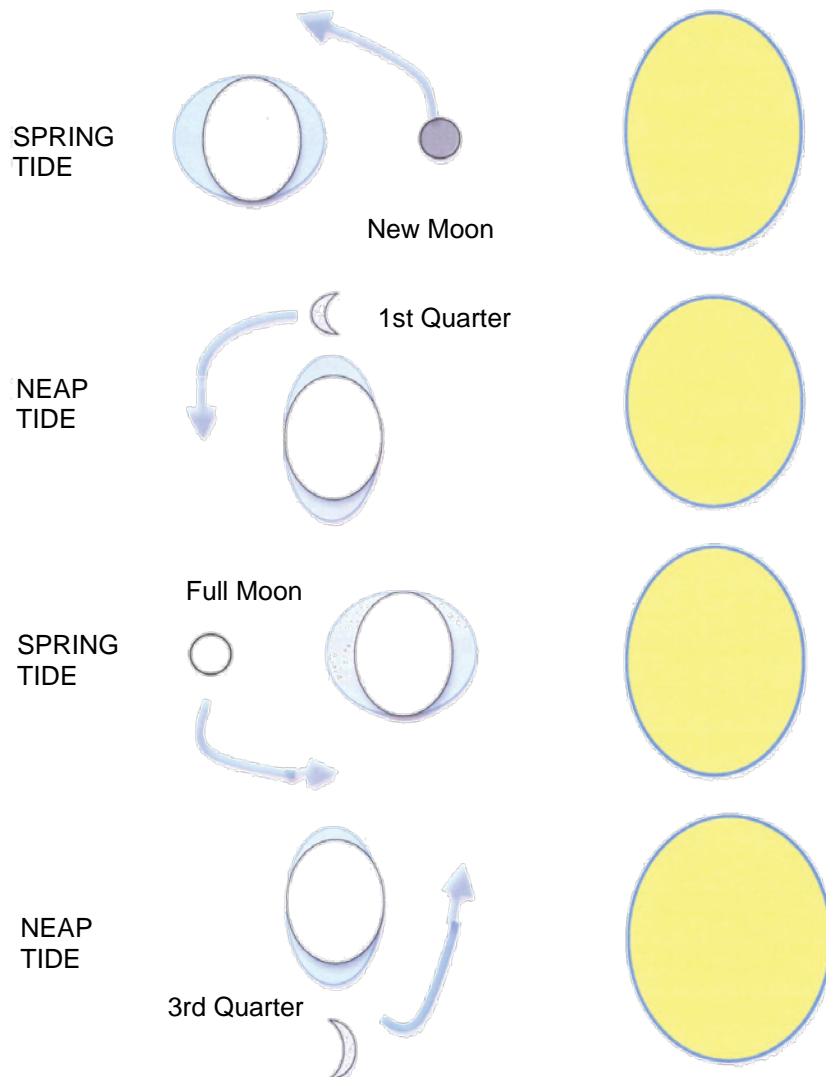 SPRING
TIDE
New Moon
1st Quarter
NEAP
TIDE
Full Moon
SPRING
TIDE
NEAP
TIDE
3rd Quarter